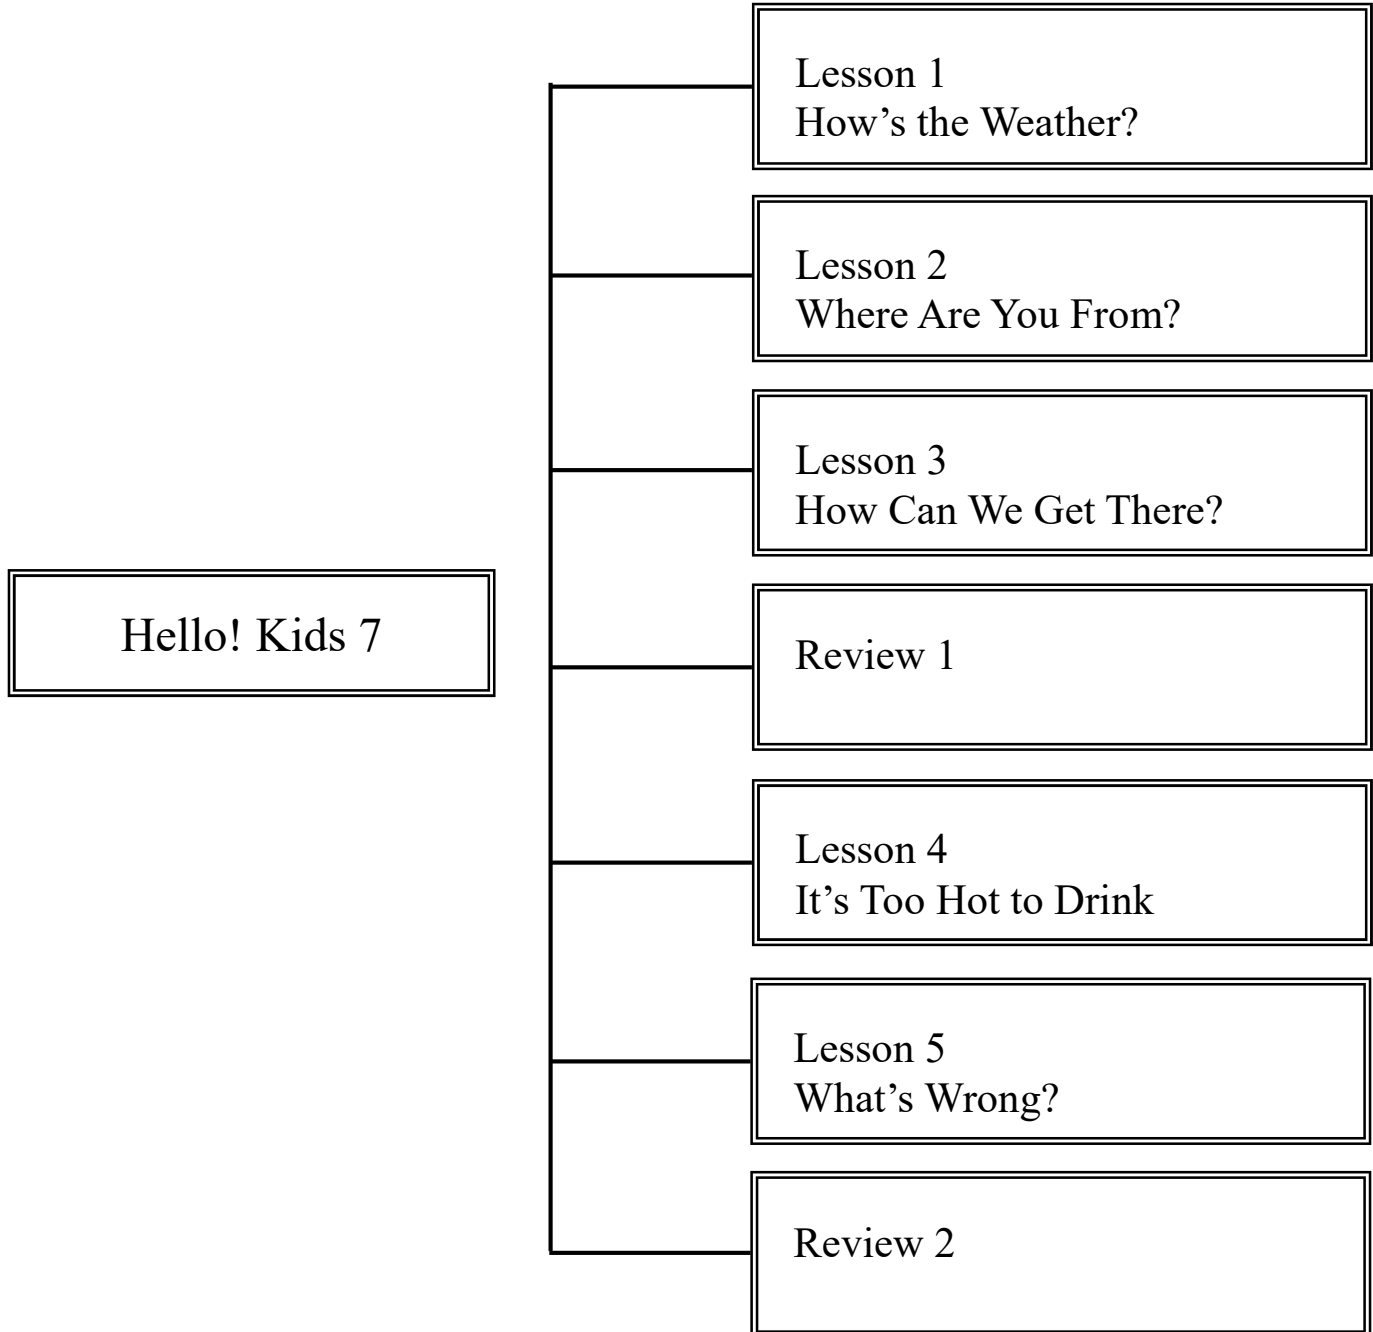 Hello! Kids 7
Lesson 1
How’s the Weather?
Lesson 2
Where Are You From?
Lesson 3
How Can We Get There?
Review 1
Lesson 4
It’s Too Hot to Drink
Lesson 5
What’s Wrong?
Review 2